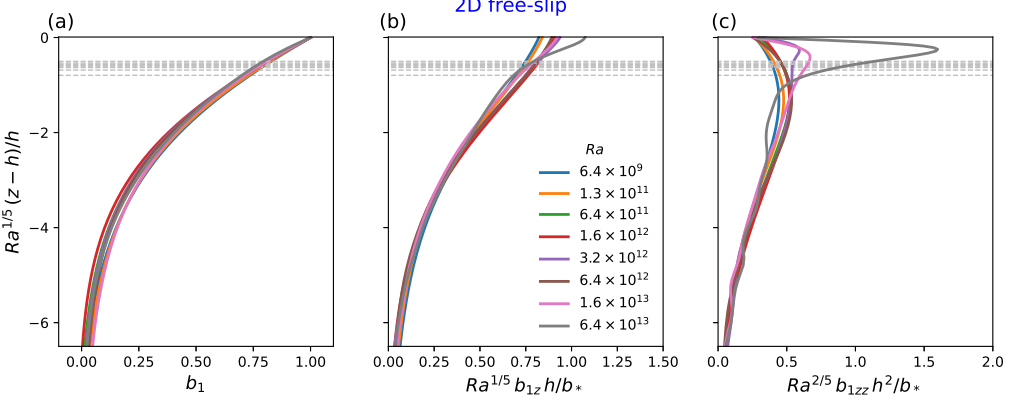 2D free-slip
(a) (b) (c)
0
−2
−4
−6
Ra^{1/5} (z − h)/h
0.00 0.25 0.50 0.75 1.00
b_1
Ra
6.4 × 10^9
1.3 × 10^{11}
6.4 × 10^{11}
1.6 × 10^{12}
3.2 × 10^{12}
6.4 × 10^{12}
1.6 × 10^{13}
6.4 × 10^{13}
0.00 0.25 0.50 0.75 1.00 1.25 1.50
Ra^{1/5} b_{1z} h/b_*
0.0 0.5 1.0 1.5 2.0
Ra^{2/5} b_{1zz} h^2/b_*